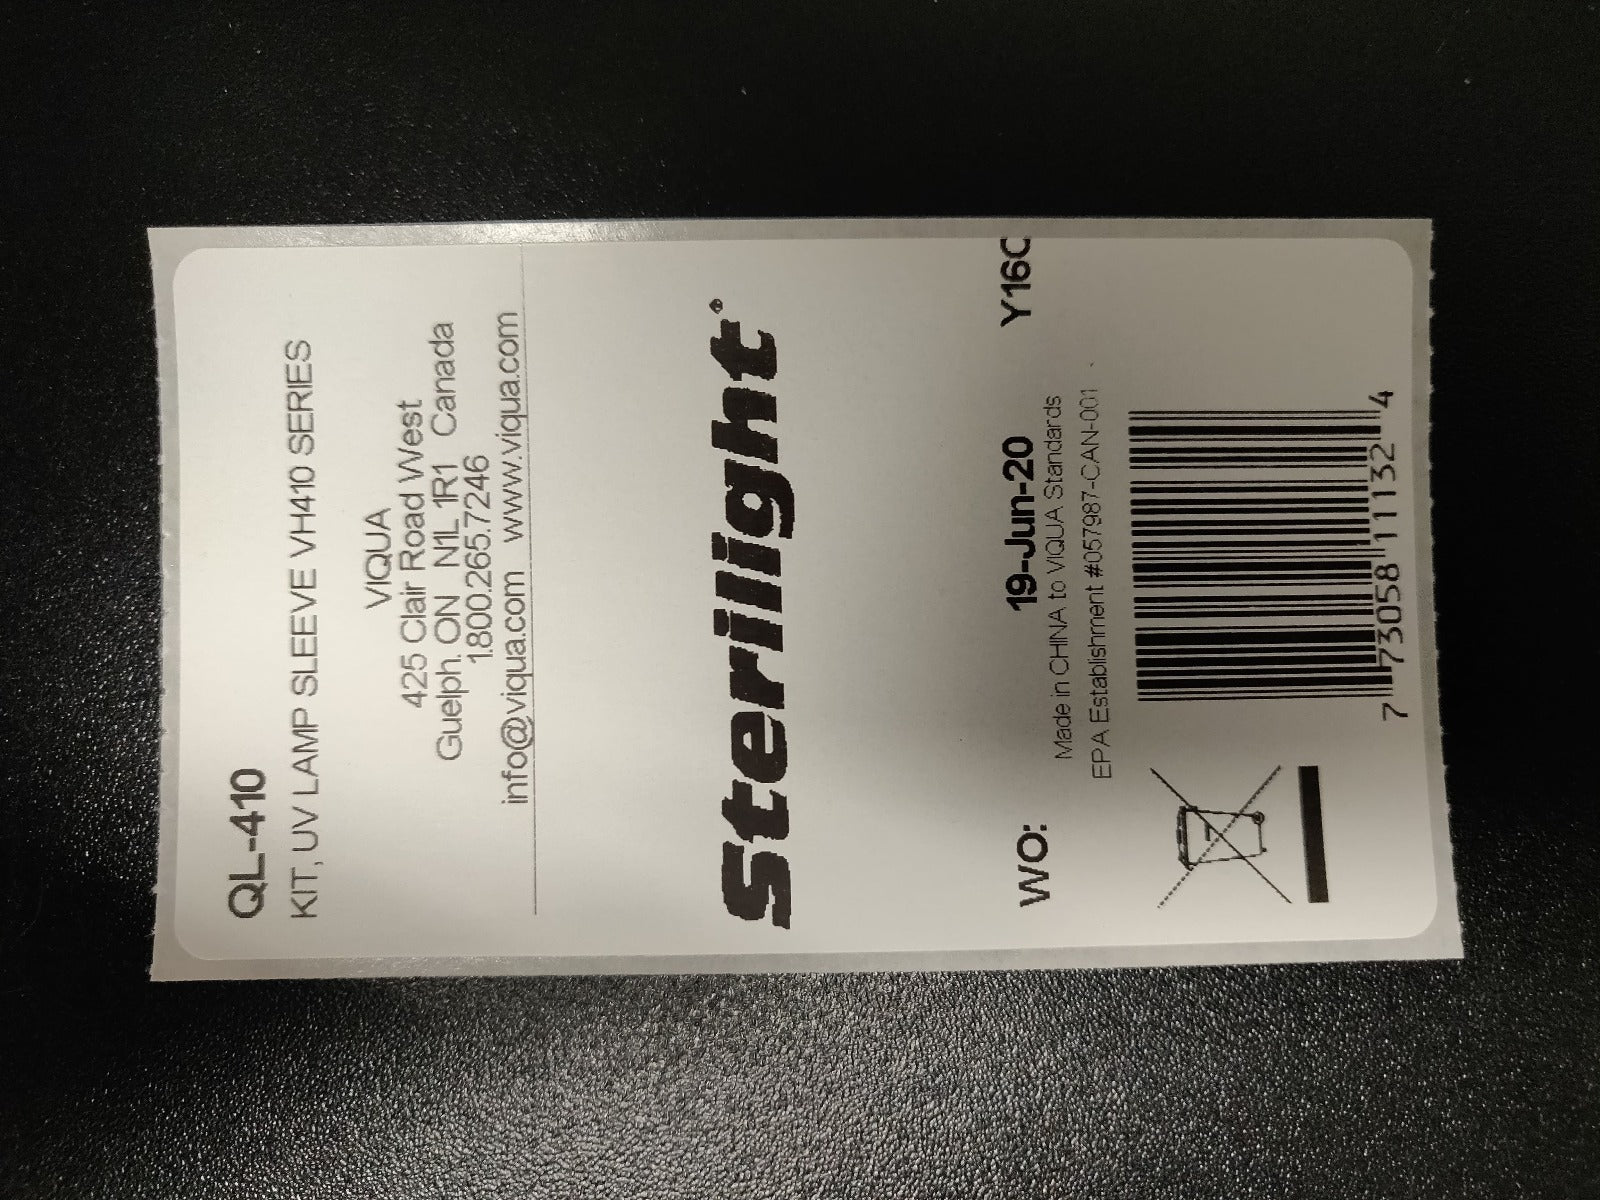 QL-410
KIT, UV LAMP SLEEVE VH410 SERIES
VIQUA
425 Clair Road West
Guelph, ON N1L 1R1 Canada
1.800.265.7246
info@viqua.com www.viqua.com
Sterilight®
WO: 19-Jun-20 Y16C
Made in CHINA to VIQUA Standards
EPA Establishment #057987-CAN-001
7 73058 11132 4